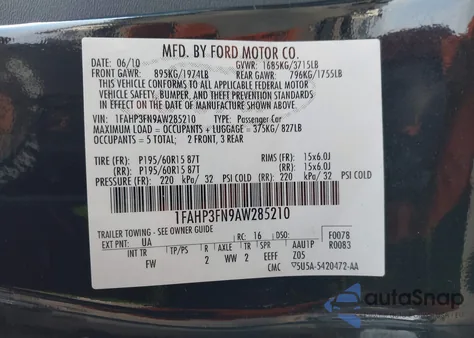 MFD. BY FORD MOTOR CO.
DATE: 06/10 GVWR: 1685KG/3715LB
FRONT GAWR: 895KG/1974LB REAR GAWR: 796KG/1755LB
THIS VEHICLE CONFORMS TO ALL APPLICABLE FEDERAL MOTOR VEHICLE
SAFETY, BUMPER, AND THEFT PREVENTION STANDARDS IN EFFECT ON
THE DATE OF MANUFACTURE SHOWN ABOVE.
VIN: 1FAHP3FN9AW285210 TYPE: Passenger Car
MAXIMUM LOAD = OCCUPANTS + LUGGAGE = 375KG/ 827LB
OCCUPANTS = 5 TOTAL: 2 FRONT, 3 REAR
TIRE (FR): P195/60R15 87T RIMS (FR): 15x6.0J
(RR): P195/60R15 87T (RR): 15x6.0J
PRESSURE (FR): 220 kPa/ 32 PSI COLD (RR): 220 kPa/ 32 PSI COLD
1FAHP3FN9AW285210
TRAILER TOWING - SEE OWNER GUIDE
F0078
R0083
EXT PNT: UA RC: 16 DSO: AAU1P
INT TR TP/PS R AXLE TR SPR Z05
FW 2 WW 2 EEFF
CMC 5U5A-5420472-AA
autoSnap